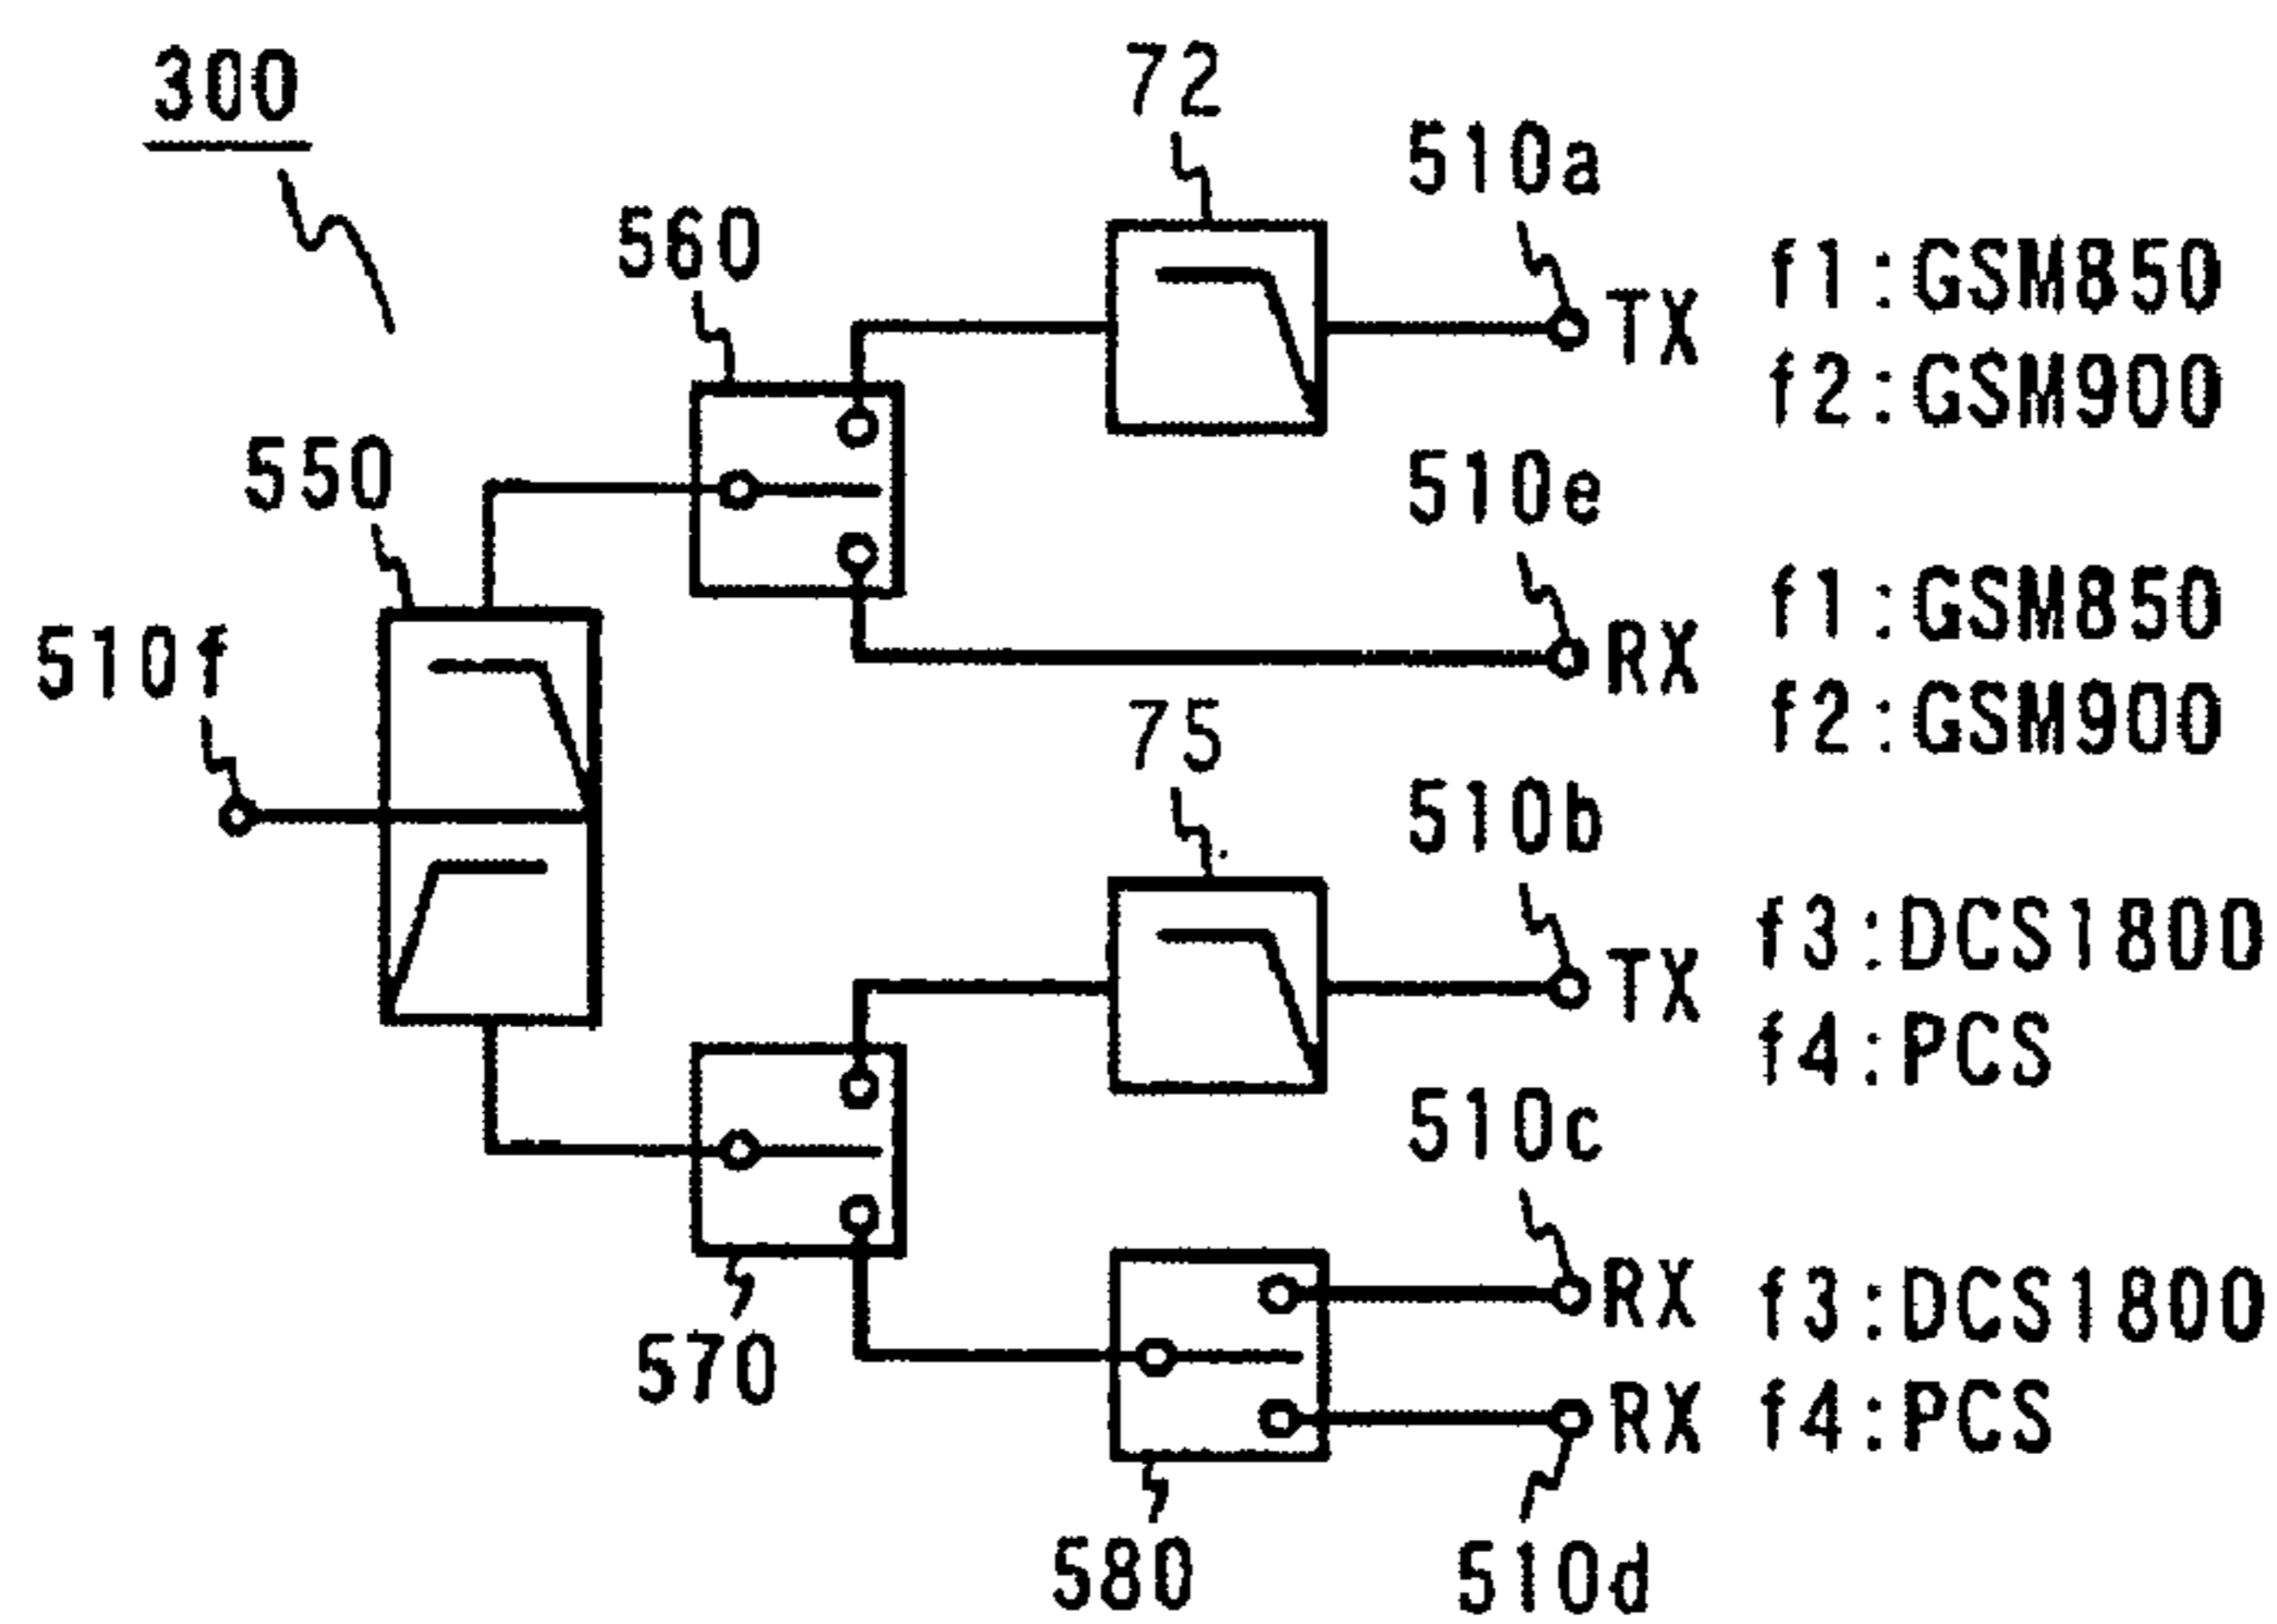 300
72
510a
560
TX
f1:GSM850
f2:GSM900
550
510e
510f
RX
f1:GSM850
f2:GSM900
75
510b
TX
f3:DCS1800
f4:PCS
510c
570
RX
f3:DCS1800
RX
f4:PCS
580
510d